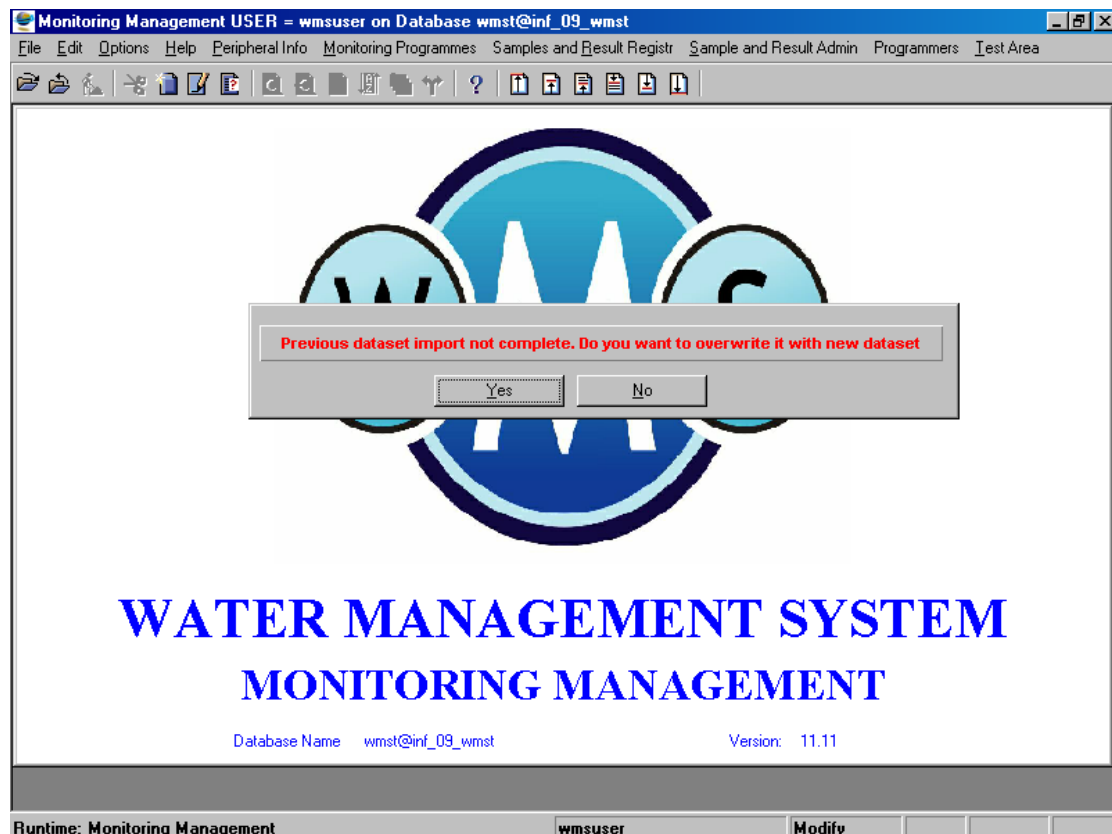 Monitoring Management USER = wmsuser on Database wmst@inf_09_wmst
File Edit Options Help Peripheral Info Monitoring Programmes Samples and Result Registr Sample and Result Admin Programmers Test Area
W M S
Previous dataset import not complete. Do you want to overwrite it with new dataset
Yes No
WATER MANAGEMENT SYSTEM
MONITORING MANAGEMENT
Database Name wmst@inf_09_wmst Version: 11.11
Runtime: Monitoring Management wmsuser Modify